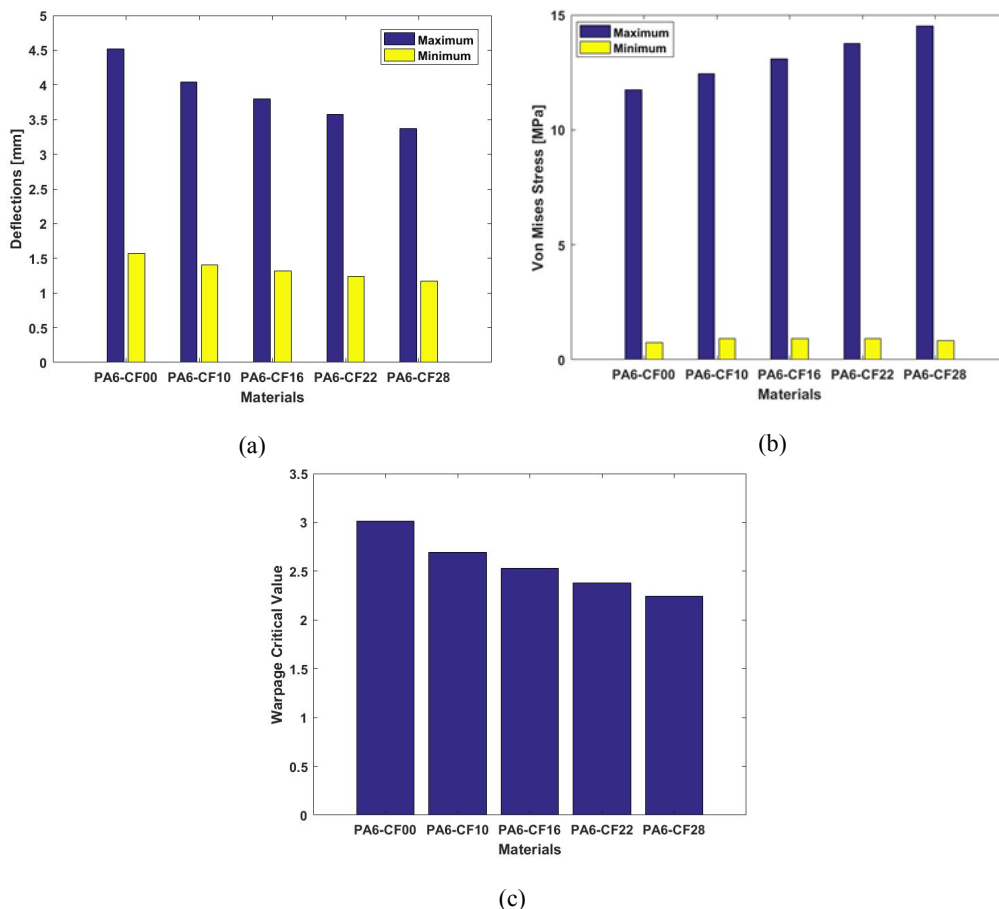 5
4.5
4
3.5
3
2.5
2
1.5
1
0.5
0
Deflections [mm]
Maximum
Minimum
PA6-CF00 PA6-CF10 PA6-CF16 PA6-CF22 PA6-CF28
Materials
(a)
15
10
5
0
Von Mises Stress [MPa]
Maximum
Minimum
PA6-CF00 PA6-CF10 PA6-CF16 PA6-CF22 PA6-CF28
Materials
(b)
3.5
3
2.5
2
1.5
1
0.5
0
Warpage Critical Value
PA6-CF00 PA6-CF10 PA6-CF16 PA6-CF22 PA6-CF28
Materials
(c)